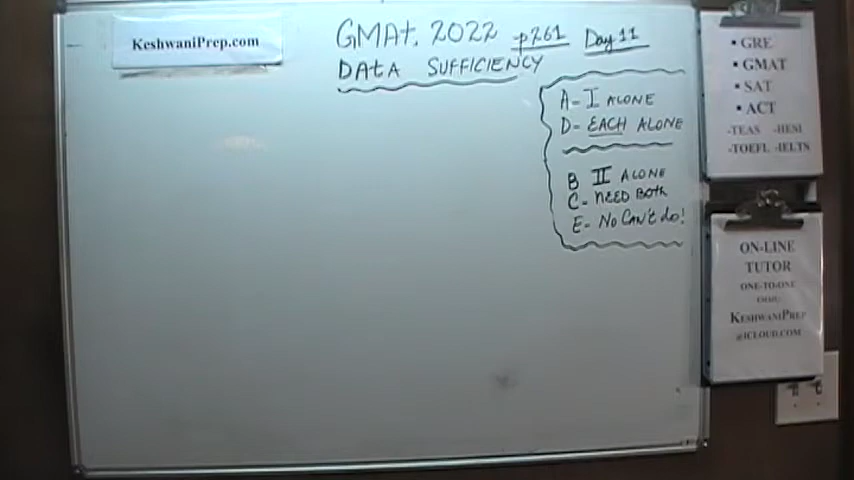 KeshwaniPrep.com
GMAt. 2022 p261 Day 11
DAtA SUFFICIENCY
A- I ALONE
D= EACH ALONE
B II ALONE
C- NEED BOTH
E= No CAN't do!
• GRE
• GMAT
• SAT
• ACT
-TEAS -HESI
-TOEFL -IELTS
ON-LINE
TUTOR
ONE-TO-ONE
EMAIL:
KESHWANIPREP
@ICLOUD.COM